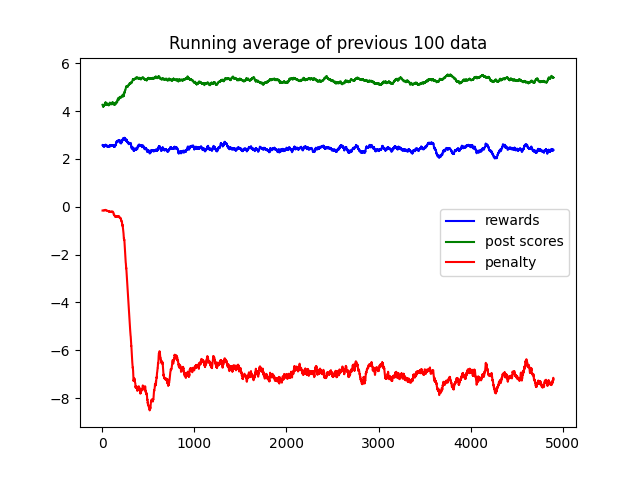 Running average of previous 100 data
6
4
2
0
−2
−4
−6
−8
rewards
post scores
penalty
0 1000 2000 3000 4000 5000